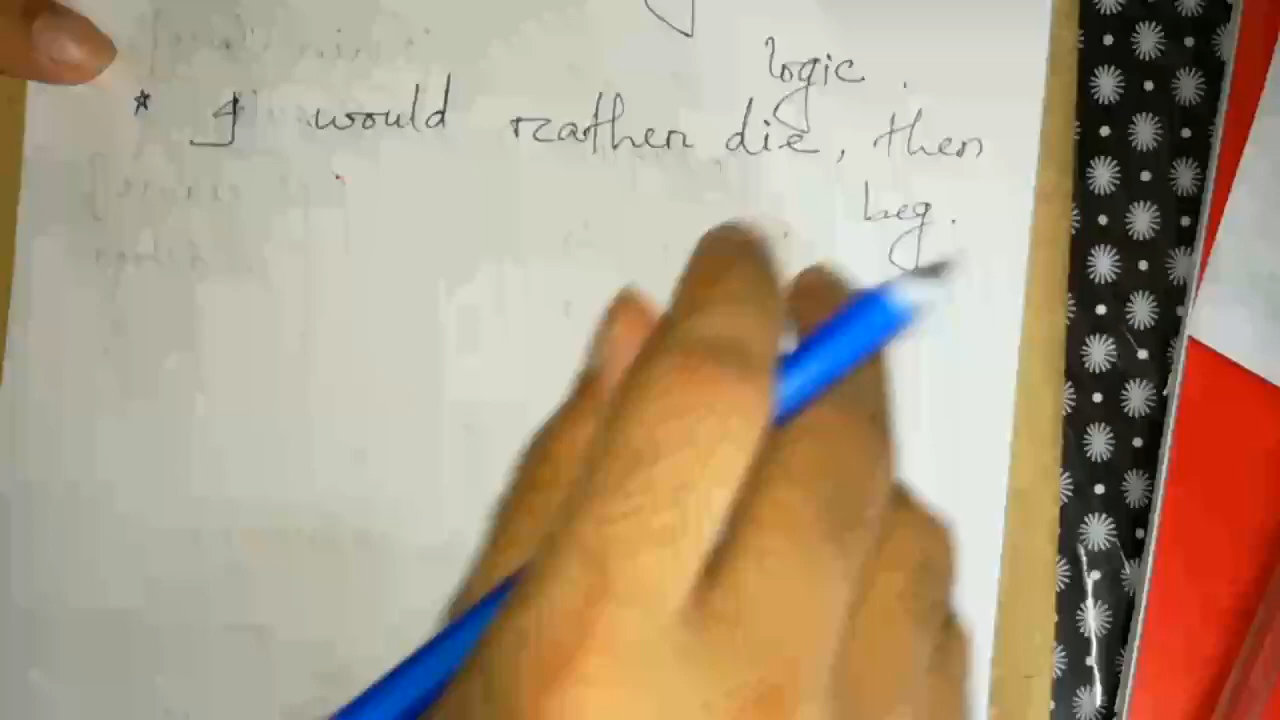 logic.
* I would rather die, then
beg.